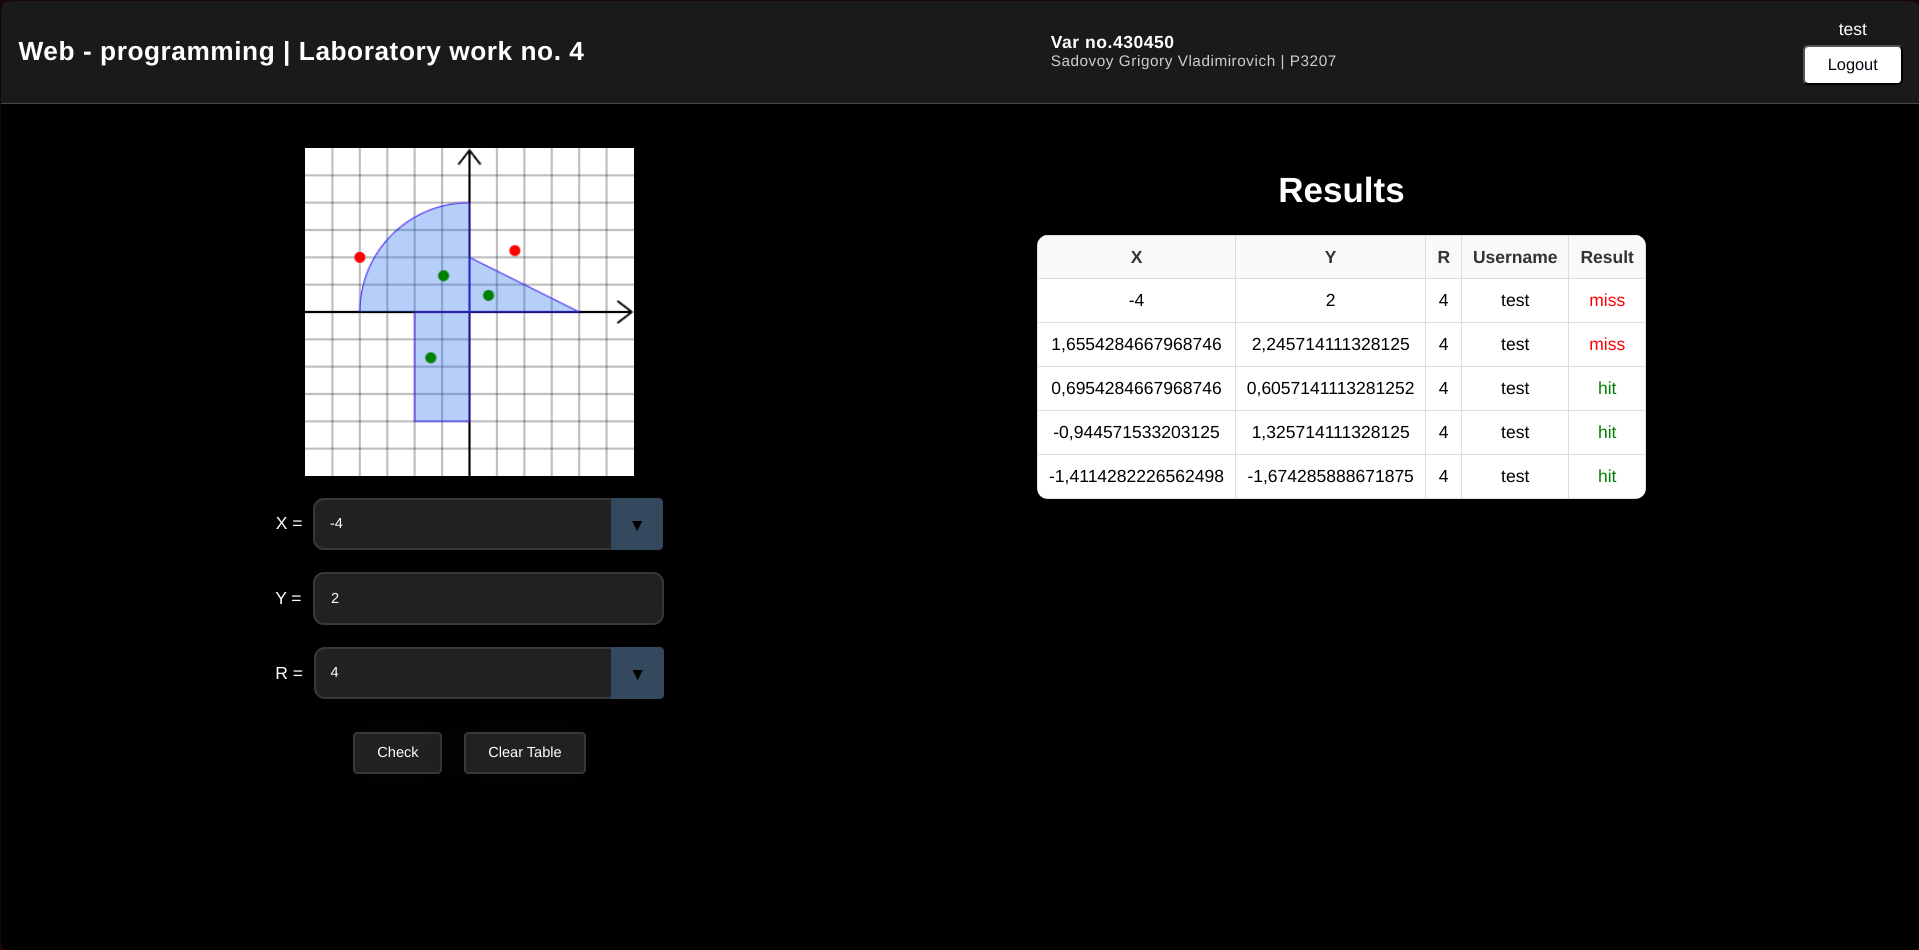 Web - programming | Laboratory work no. 4
Var no.430450
Sadovoy Grigory Vladimirovich | P3207
test
Logout
X = -4 ▼
Y = 2
R = 4 ▼
Check Clear Table
Results
X Y R Username Result
-4 2 4 test miss
1,6554284667968746 2,245714111328125 4 test miss
0,6954284667968746 0,6057141113281252 4 test hit
-0,944571533203125 1,325714111328125 4 test hit
-1,4114282226562498 -1,674285888671875 4 test hit